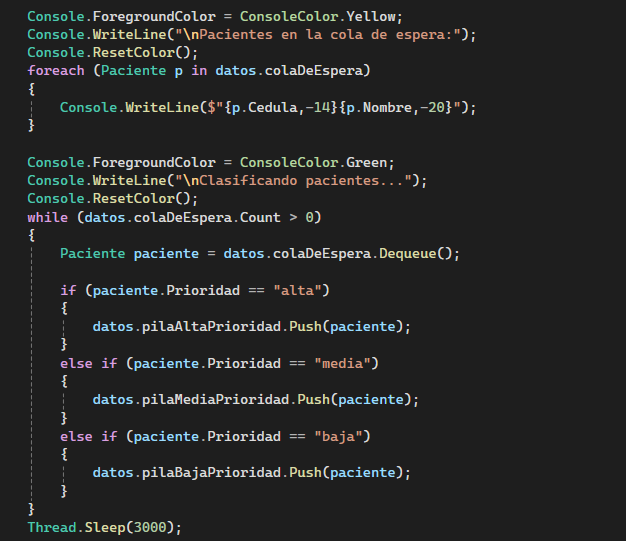 Console.ForegroundColor = ConsoleColor.Yellow;
Console.WriteLine("\nPacientes en la cola de espera:");
Console.ResetColor();
foreach (Paciente p in datos.colaDeEspera)
{
    Console.WriteLine($"{p.Cedula,-14}{p.Nombre,-20}");
}

Console.ForegroundColor = ConsoleColor.Green;
Console.WriteLine("\nClasificando pacientes...");
Console.ResetColor();
while (datos.colaDeEspera.Count > 0)
{
    Paciente paciente = datos.colaDeEspera.Dequeue();

    if (paciente.Prioridad == "alta")
    {
        datos.pilaAltaPrioridad.Push(paciente);
    }
    else if (paciente.Prioridad == "media")
    {
        datos.pilaMediaPrioridad.Push(paciente);
    }
    else if (paciente.Prioridad == "baja")
    {
        datos.pilaBajaPrioridad.Push(paciente);
    }
}
Thread.Sleep(3000);